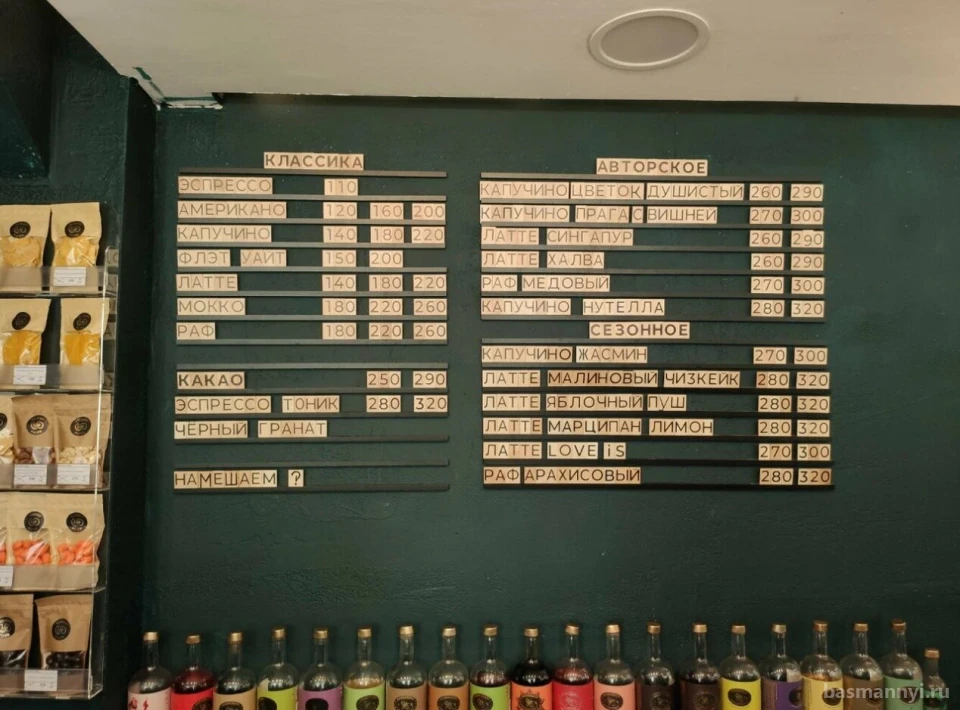 КЛАССИКА
ЭСПРЕССО 110
АМЕРИКАНО 120 160 200
КАПУЧИНО 140 180 220
ФЛЭТ УАИТ 150 200
ЛАТТЕ 140 180 220
МОККО 180 220 260
РАФ 180 220 260
КАКАО 250 290
ЭСПРЕССО ТОНИК 280 320
ЧЕРНЫЙ ГРАНАТ
НАМЕШАЕМ ?
АВТОРСКОЕ
КАПУЧИНО ЦВЕТОК ДУШИСТЫЙ 260 290
КАПУЧИНО ПРАГА С ВИШНЕЙ 270 300
ЛАТТЕ СИНГАПУР 260 290
ЛАТТЕ ХАЛВА 260 290
РАФ МЕДОВЫЙ 270 300
КАПУЧИНО НУТЕЛЛА 280 320
СЕЗОННОЕ
КАПУЧИНО ЖАСМИН 270 300
ЛАТТЕ МАЛИНОВЫЙ ЧИЗКЕЙК 280 320
ЛАТТЕ ЯБЛОЧНЫЙ ПУШ 280 320
ЛАТТЕ МАРЦИПАН ЛИМОН 280 320
ЛАТТЕ LOVE iS 270 300
РАФ АРАХИСОВЫЙ 280 320
basmannyi.ru